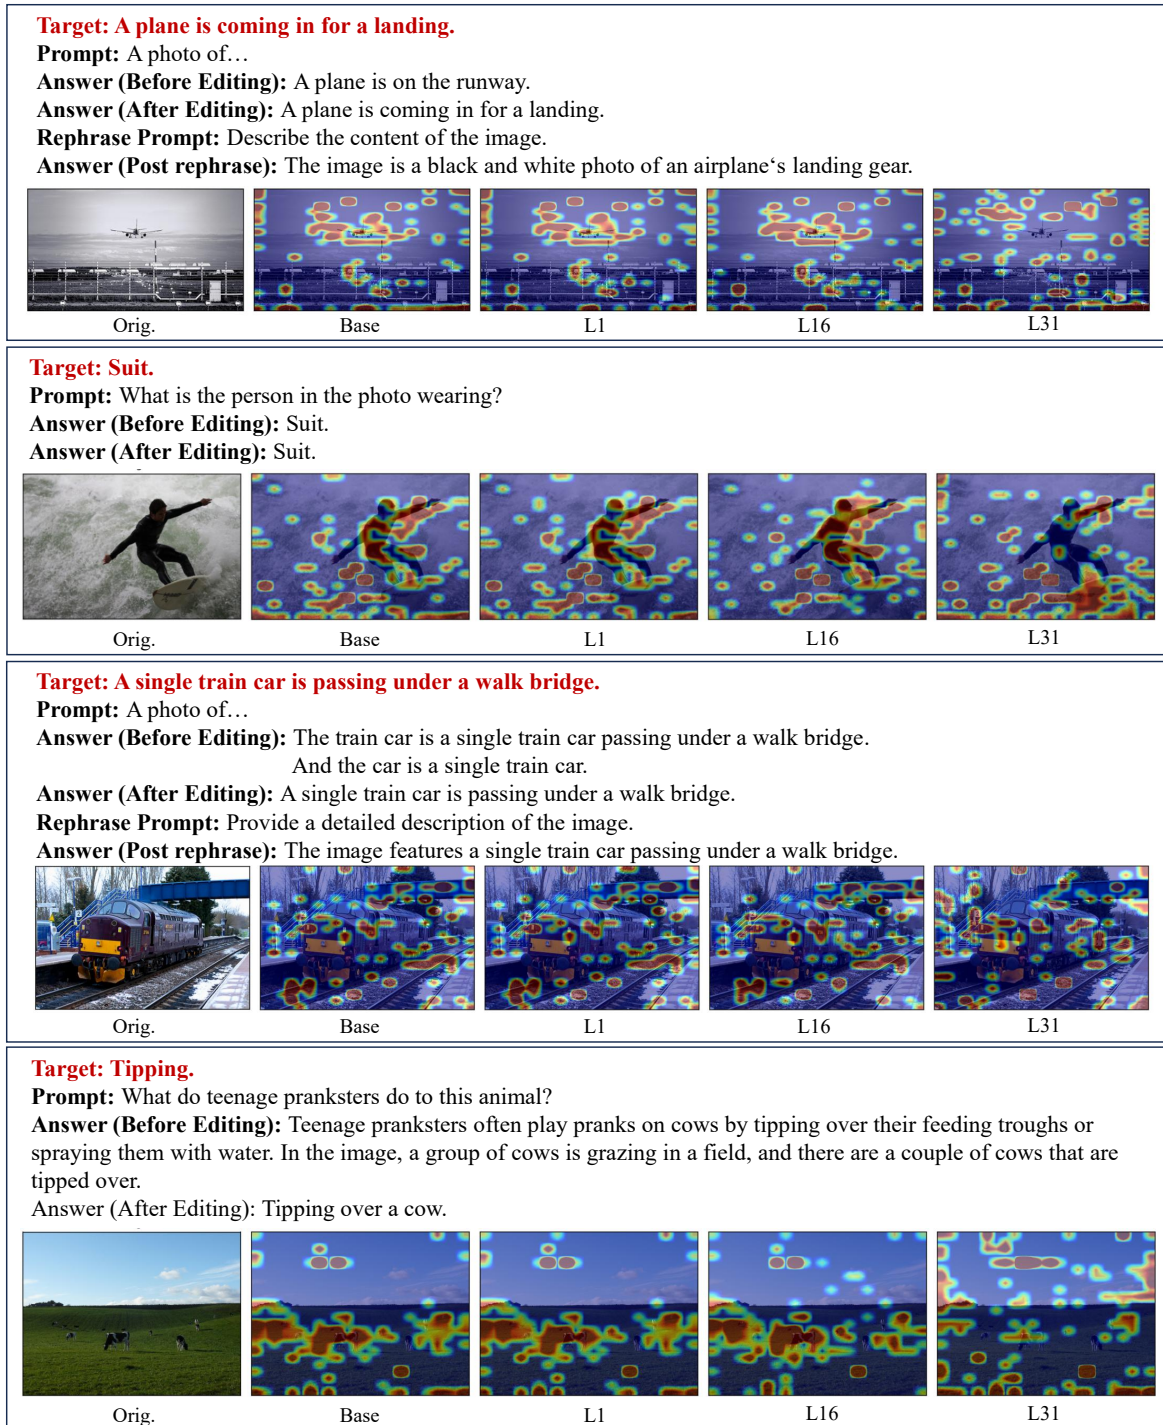 Target: A plane is coming in for a landing.
Prompt: A photo of…
Answer (Before Editing): A plane is on the runway.
Answer (After Editing): A plane is coming in for a landing.
Rephrase Prompt: Describe the content of the image.
Answer (Post rephrase): The image is a black and white photo of an airplane‘s landing gear.
Orig. Base L1 L16 L31
Target: Suit.
Prompt: What is the person in the photo wearing?
Answer (Before Editing): Suit.
Answer (After Editing): Suit.
Orig. Base L1 L16 L31
Target: A single train car is passing under a walk bridge.
Prompt: A photo of…
Answer (Before Editing): The train car is a single train car passing under a walk bridge.
And the car is a single train car.
Answer (After Editing): A single train car is passing under a walk bridge.
Rephrase Prompt: Provide a detailed description of the image.
Answer (Post rephrase): The image features a single train car passing under a walk bridge.
Orig. Base L1 L16 L31
Target: Tipping.
Prompt: What do teenage pranksters do to this animal?
Answer (Before Editing): Teenage pranksters often play pranks on cows by tipping over their feeding troughs or
spraying them with water. In the image, a group of cows is grazing in a field, and there are a couple of cows that are
tipped over.
Answer (After Editing): Tipping over a cow.
Orig. Base L1 L16 L31